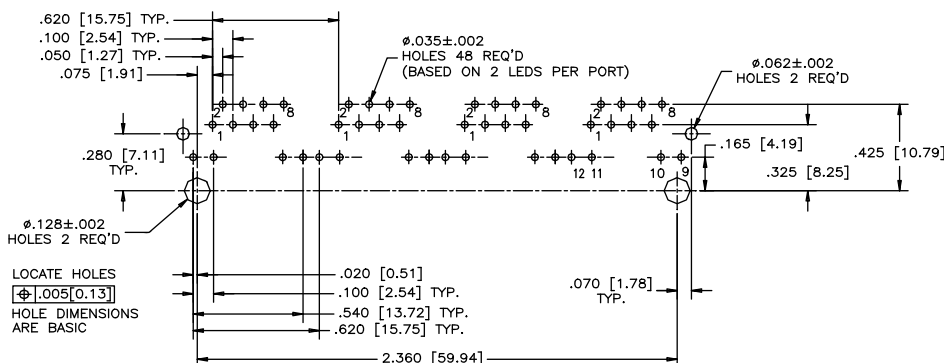 .620 [15.75] TYP.
.100 [2.54] TYP.
.050 [1.27] TYP.
.075 [1.91]
ø.035±.002
HOLES 48 REQ'D
(BASED ON 2 LEDS PER PORT)
ø.062±.002
HOLES 2 REQ'D
2 8 2 8 2 8 2 8
1 1 1 1
.280 [7.11]
TYP.
12 11 10 9
.165 [4.19]
.425 [10.79]
.325 [8.25]
ø.128±.002
HOLES 2 REQ'D
LOCATE HOLES
.005[0.13]
HOLE DIMENSIONS
ARE BASIC
.020 [0.51]
.100 [2.54] TYP.
.540 [13.72] TYP.
.620 [15.75] TYP.
.070 [1.78]
TYP.
2.360 [59.94]